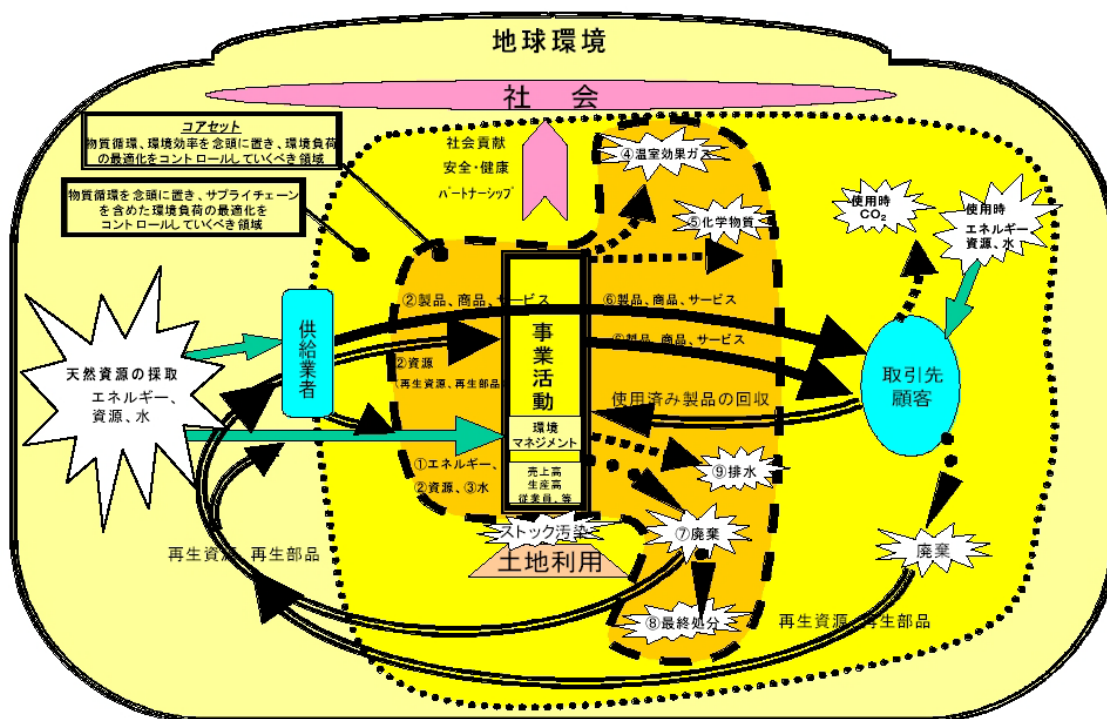 地球環境
社 会
コアセット
物質循環、環境効率を念頭に置き、環境負荷
の最適化をコントロールしていくべき領域
物質循環を念頭に置き、サプライチェーン
を含めた環境負荷の最適化を
コントロールしていくべき領域
社会貢献
安全・健康
パートナーシップ
④温室効果ガス
⑤化学物質
使用時
CO₂
使用時
エネルギー
資源、水
供給業者
②製品、商品、サービス
⑥製品、商品、サービス
⑥製品、商品、サービス
②資源
(再生資源、再生部品)
事業活動
天然資源の採取
エネルギー、
資源、水
取引先
顧客
使用済み製品の回収
環境
マネジメント
①エネルギー、
②資源、③水
売上高
生産高
従業員、等
⑨排水
ストック汚染
土地利用
⑦廃棄
廃棄
再生資源、再生部品
⑧最終処分
再生資源、再生部品